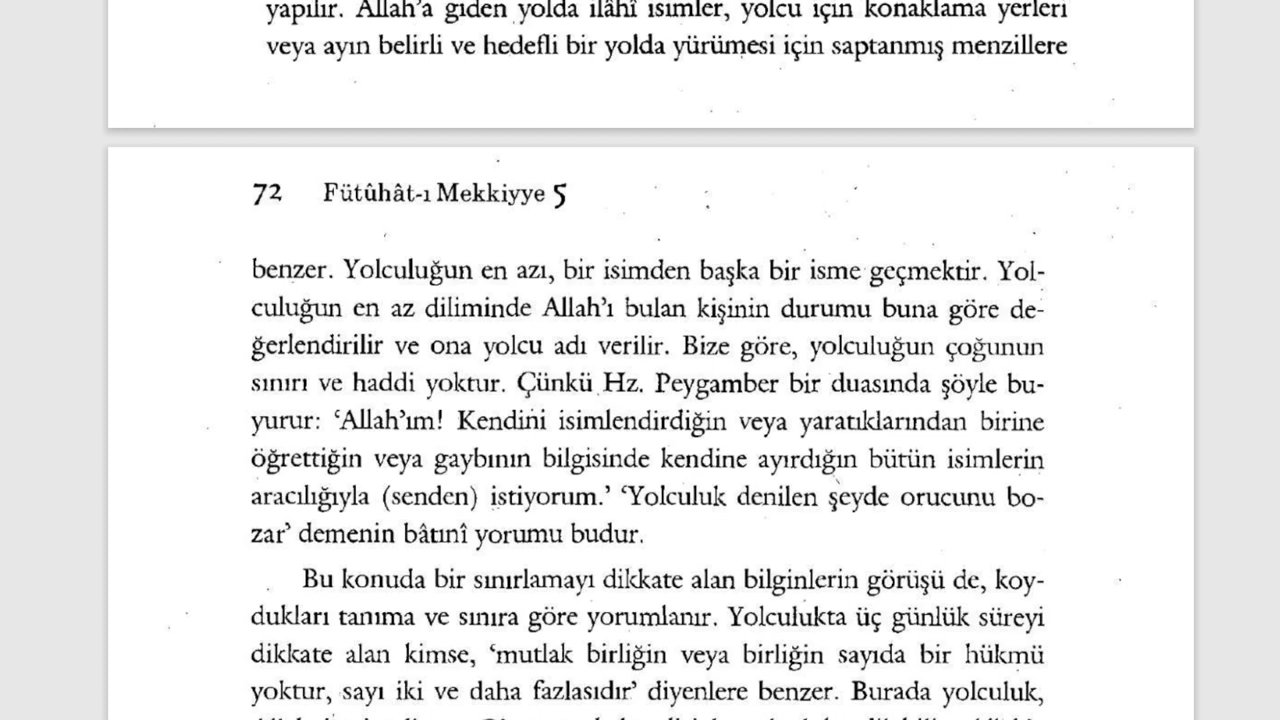 yapılır. Allah'a giden yolda ilâhî isimler, yolcu için konaklama yerleri
veya ayın belirli ve hedefli bir yolda yürümesi için saptanmış menzillere
72 Fütûhât-ı Mekkiyye 5
benzer. Yolculuğun en azı, bir isimden başka bir isme geçmektir. Yol-
culuğun en az diliminde Allah'ı bulan kişinin durumu buna göre de-
ğerlendirilir ve ona yolcu adı verilir. Bize göre, yolculuğun çoğunun
sınırı ve haddi yoktur. Çünkü Hz. Peygamber bir duasında şöyle bu-
yurur: ‘Allah'ım! Kendini isimlendirdiğin veya yaratıklarından birine
öğrettiğin veya gaybının bilgisinde kendine ayırdığın bütün isimlerin
aracılığıyla (senden) istiyorum.’ ‘Yolculuk denilen şeyde orucunu bo-
zar’ demenin bâtınî yorumu budur.
Bu konuda bir sınırlamayı dikkate alan bilginlerin görüşü de, koy-
dukları tanıma ve sınıra göre yorumlanır. Yolculukta üç günlük süreyi
dikkate alan kimse, ‘mutlak birliğin veya birliğin sayıda bir hükmü
yoktur, sayı iki ve daha fazlasıdır’ diyenlere benzer. Burada yolculuk,